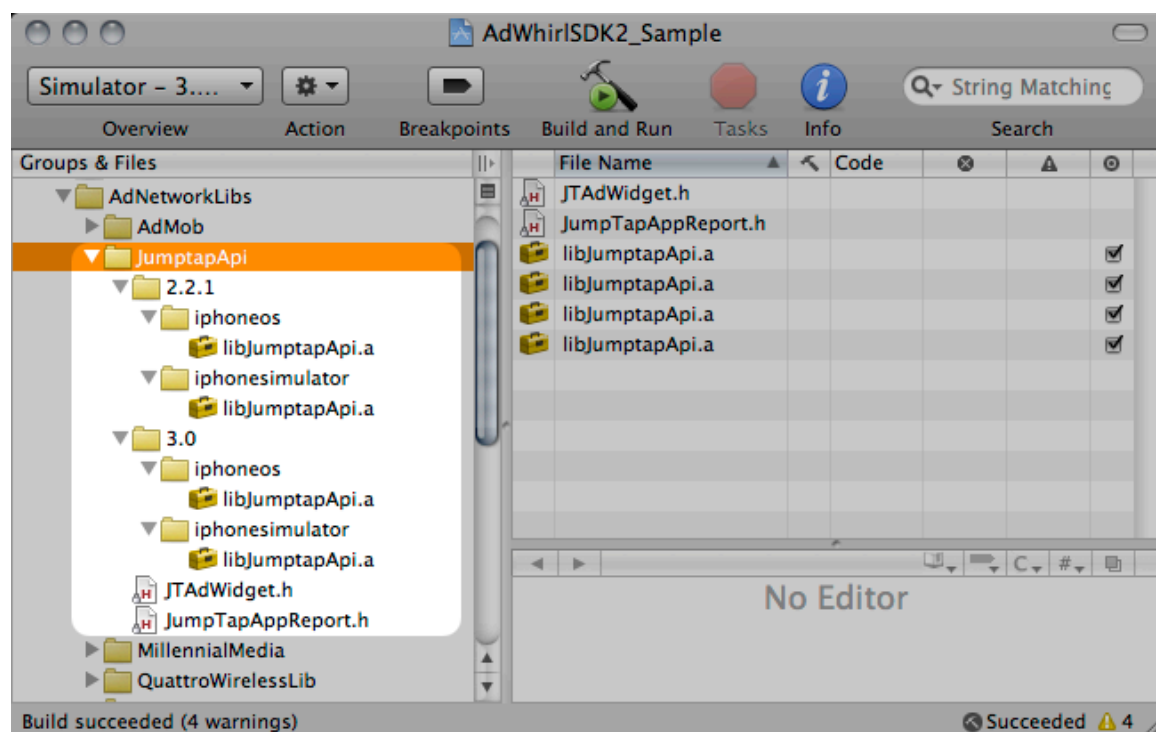 AdWhirlSDK2_Sample
Simulator – 3....
String Matching
Overview Action Breakpoints Build and Run Tasks Info Search
Groups & Files
File Name Code
AdNetworkLibs
AdMob
JumptapApi
2.2.1
iphoneos
libJumptapApi.a
iphonesimulator
libJumptapApi.a
3.0
iphoneos
libJumptapApi.a
iphonesimulator
libJumptapApi.a
JTAdWidget.h
JumpTapAppReport.h
MillennialMedia
QuattroWirelessLib
JTAdWidget.h
JumpTapAppReport.h
libJumptapApi.a
libJumptapApi.a
libJumptapApi.a
libJumptapApi.a
C #
No Editor
Build succeeded (4 warnings)
Succeeded 4